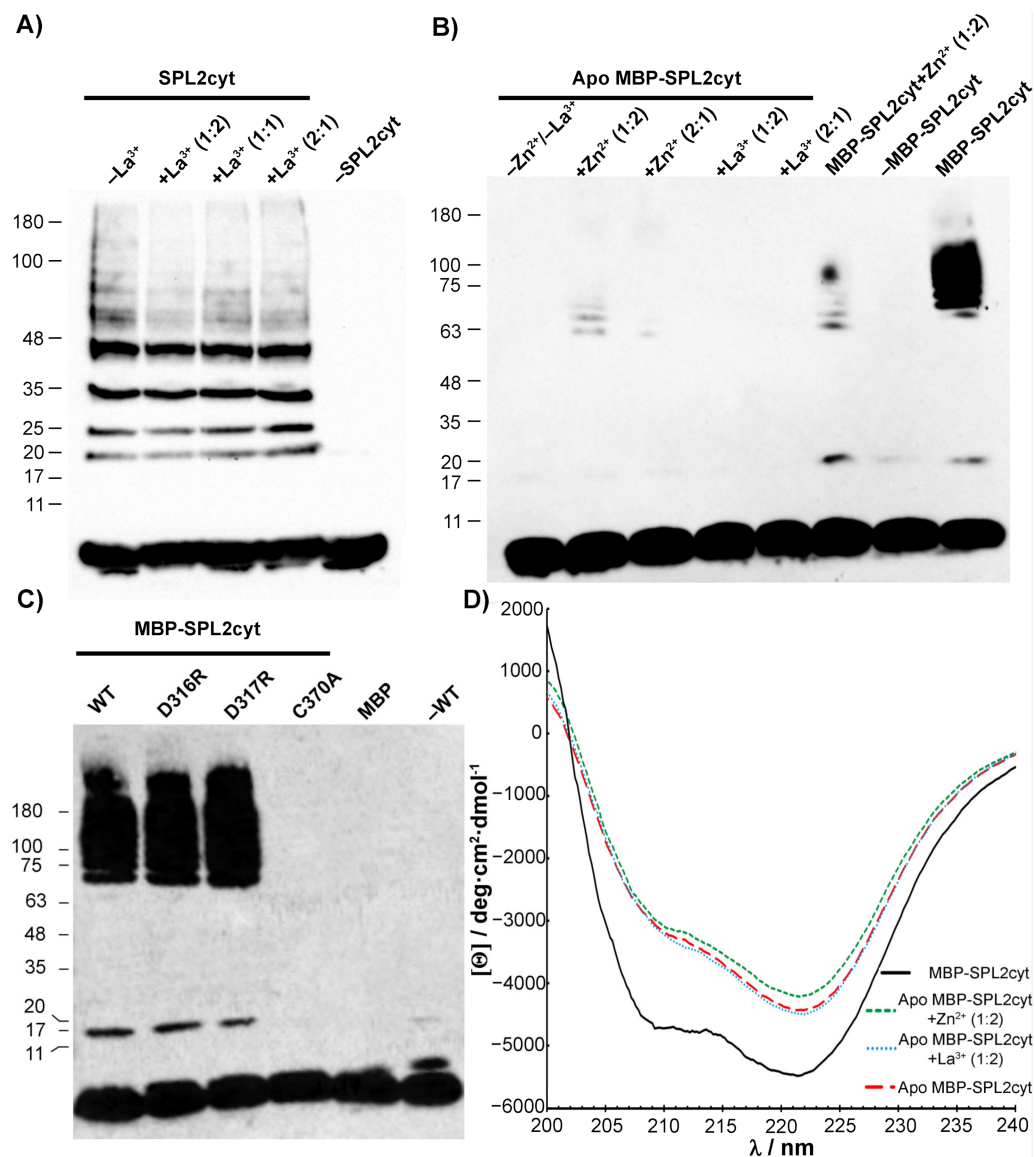 A)
SPL2cyt
–La³⁺
+La³⁺ (1:2)
+La³⁺ (1:1)
+La³⁺ (2:1)
–SPL2cyt
180
100
48
35
25
20
17
11
B)
Apo MBP-SPL2cyt
–Zn²⁺/–La³⁺
+Zn²⁺ (1:2)
+Zn²⁺ (2:1)
+La³⁺ (1:2)
+La³⁺ (2:1)
MBP-SPL2cyt+Zn²⁺ (1:2)
–MBP-SPL2cyt
MBP-SPL2cyt
180
100
75
63
48
35
20
17
11
C)
MBP-SPL2cyt
WT
D316R
D317R
C370A
MBP
–WT
180
100
75
63
48
35
20
17
11
D)
2000
1000
0
−1000
−2000
−3000
−4000
−5000
−6000
[Θ] / deg·cm²·dmol⁻¹
MBP-SPL2cyt
Apo MBP-SPL2cyt
+Zn²⁺ (1:2)
Apo MBP-SPL2cyt
+La³⁺ (1:2)
Apo MBP-SPL2cyt
200 205 210 215 220 225 230 235 240
λ / nm